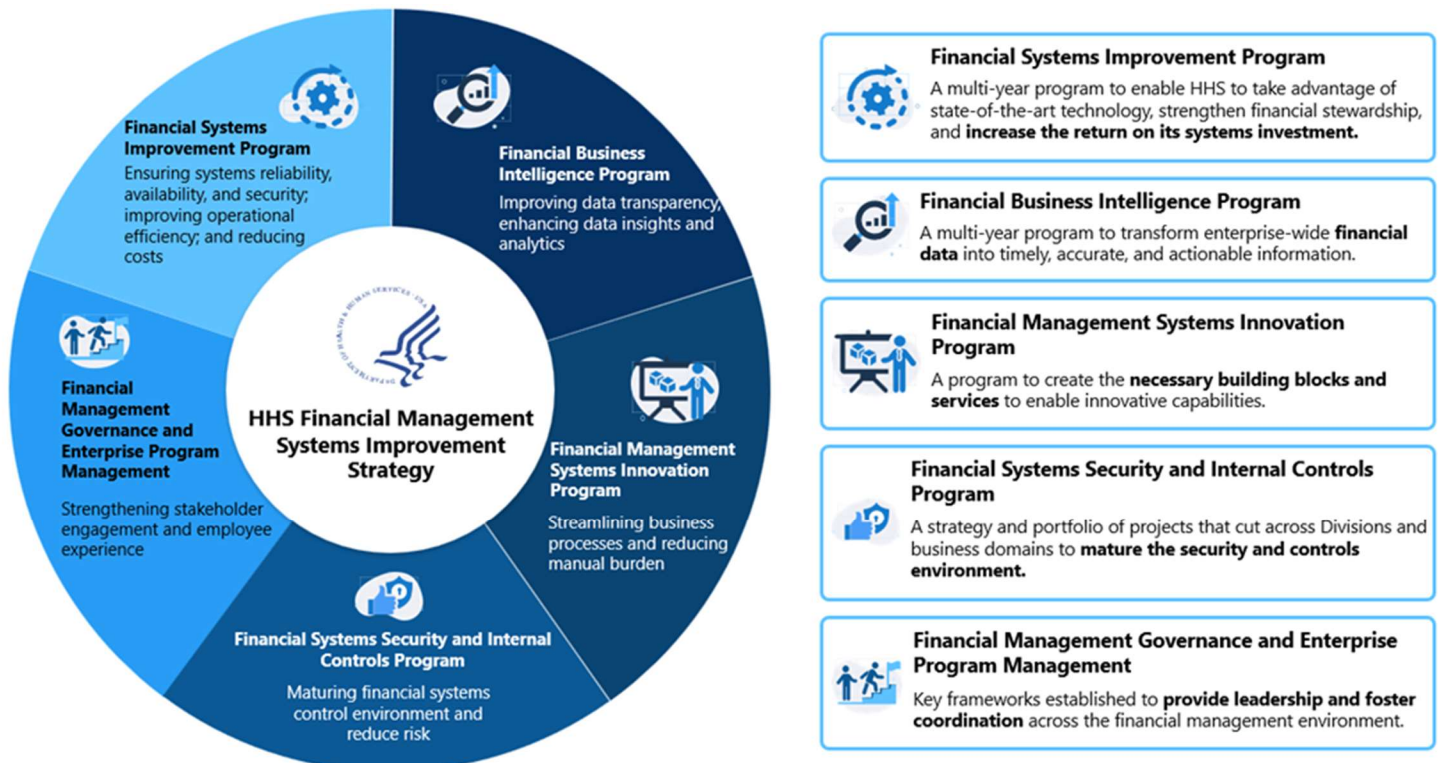 Financial Systems
Improvement Program
Ensuring systems reliability,
availability, and security;
improving operational
efficiency; and reducing
costs
Financial Business
Intelligence Program
Improving data transparency,
enhancing data insights and
analytics
Financial
Management
Governance and
Enterprise Program
Management
Strengthening stakeholder
engagement and employee
experience
DEPARTMENT OF HEALTH & HUMAN SERVICES · USA
HHS Financial Management
Systems Improvement
Strategy
Financial Management
Systems Innovation
Program
Streamlining business
processes and reducing
manual burden
Financial Systems Security and Internal
Controls Program
Maturing financial systems
control environment and
reduce risk
Financial Systems Improvement Program
A multi-year program to enable HHS to take advantage of
state-of-the-art technology, strengthen financial stewardship,
and increase the return on its systems investment.
Financial Business Intelligence Program
A multi-year program to transform enterprise-wide financial
data into timely, accurate, and actionable information.
Financial Management Systems Innovation
Program
A program to create the necessary building blocks and
services to enable innovative capabilities.
Financial Systems Security and Internal Controls
Program
A strategy and portfolio of projects that cut across Divisions and
business domains to mature the security and controls
environment.
Financial Management Governance and Enterprise
Program Management
Key frameworks established to provide leadership and foster
coordination across the financial management environment.